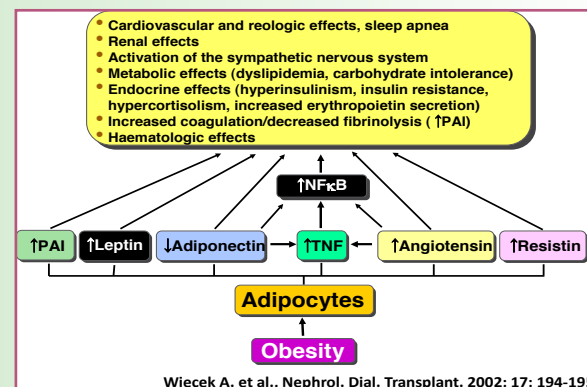 • Cardiovascular and reologic effects, sleep apnea
• Renal effects
• Activation of the sympathetic nervous system
• Metabolic effects (dyslipidemia, carbohydrate intolerance)
• Endocrine effects (hyperinsulinism, insulin resistance,
hypercortisolism, increased erythropoietin secretion)
• Increased coagulation/decreased fibrinolysis ( ↑PAI)
• Haematologic effects
↑NFκB
↑PAI ↑Leptin ↓Adiponectin ↑TNF ↑Angiotensin ↑Resistin
Adipocytes
Obesity
Wiecek A. et al., Nephrol. Dial. Transplant. 2002; 17: 194-19